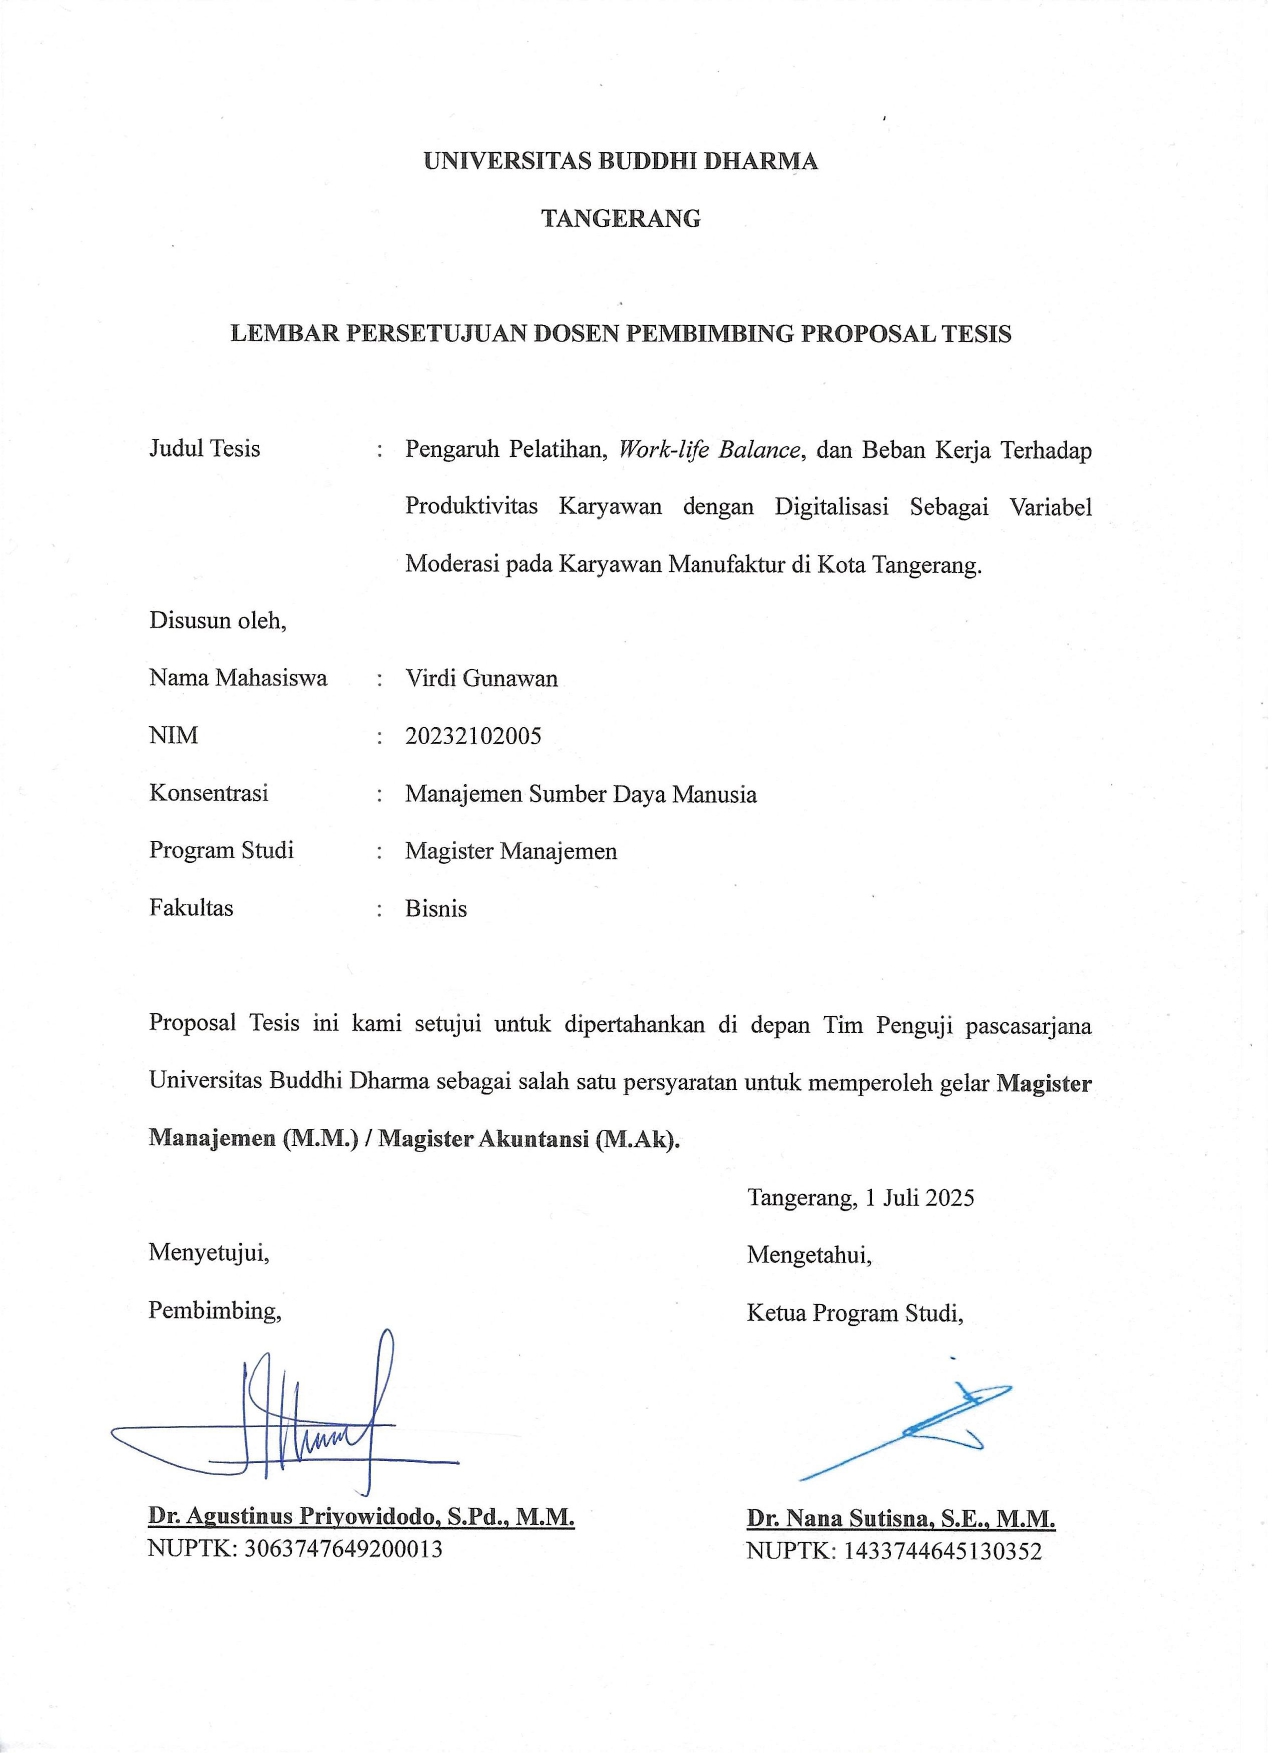 UNIVERSITAS BUDDHI DHARMA
TANGERANG
LEMBAR PERSETUJUAN DOSEN PEMBIMBING PROPOSAL TESIS
Judul Tesis : Pengaruh Pelatihan, Work-life Balance, dan Beban Kerja Terhadap
Produktivitas Karyawan dengan Digitalisasi Sebagai Variabel
Moderasi pada Karyawan Manufaktur di Kota Tangerang.
Disusun oleh,
Nama Mahasiswa : Virdi Gunawan
NIM : 20232102005
Konsentrasi : Manajemen Sumber Daya Manusia
Program Studi : Magister Manajemen
Fakultas : Bisnis
Proposal Tesis ini kami setujui untuk dipertahankan di depan Tim Penguji pascasarjana
Universitas Buddhi Dharma sebagai salah satu persyaratan untuk memperoleh gelar Magister
Manajemen (M.M.) / Magister Akuntansi (M.Ak).
Tangerang, 1 Juli 2025
Menyetujui,
Pembimbing,
Dr. Agustinus Priyowidodo, S.Pd., M.M.
NUPTK: 3063747649200013
Mengetahui,
Ketua Program Studi,
Dr. Nana Sutisna, S.E., M.M.
NUPTK: 1433744645130352